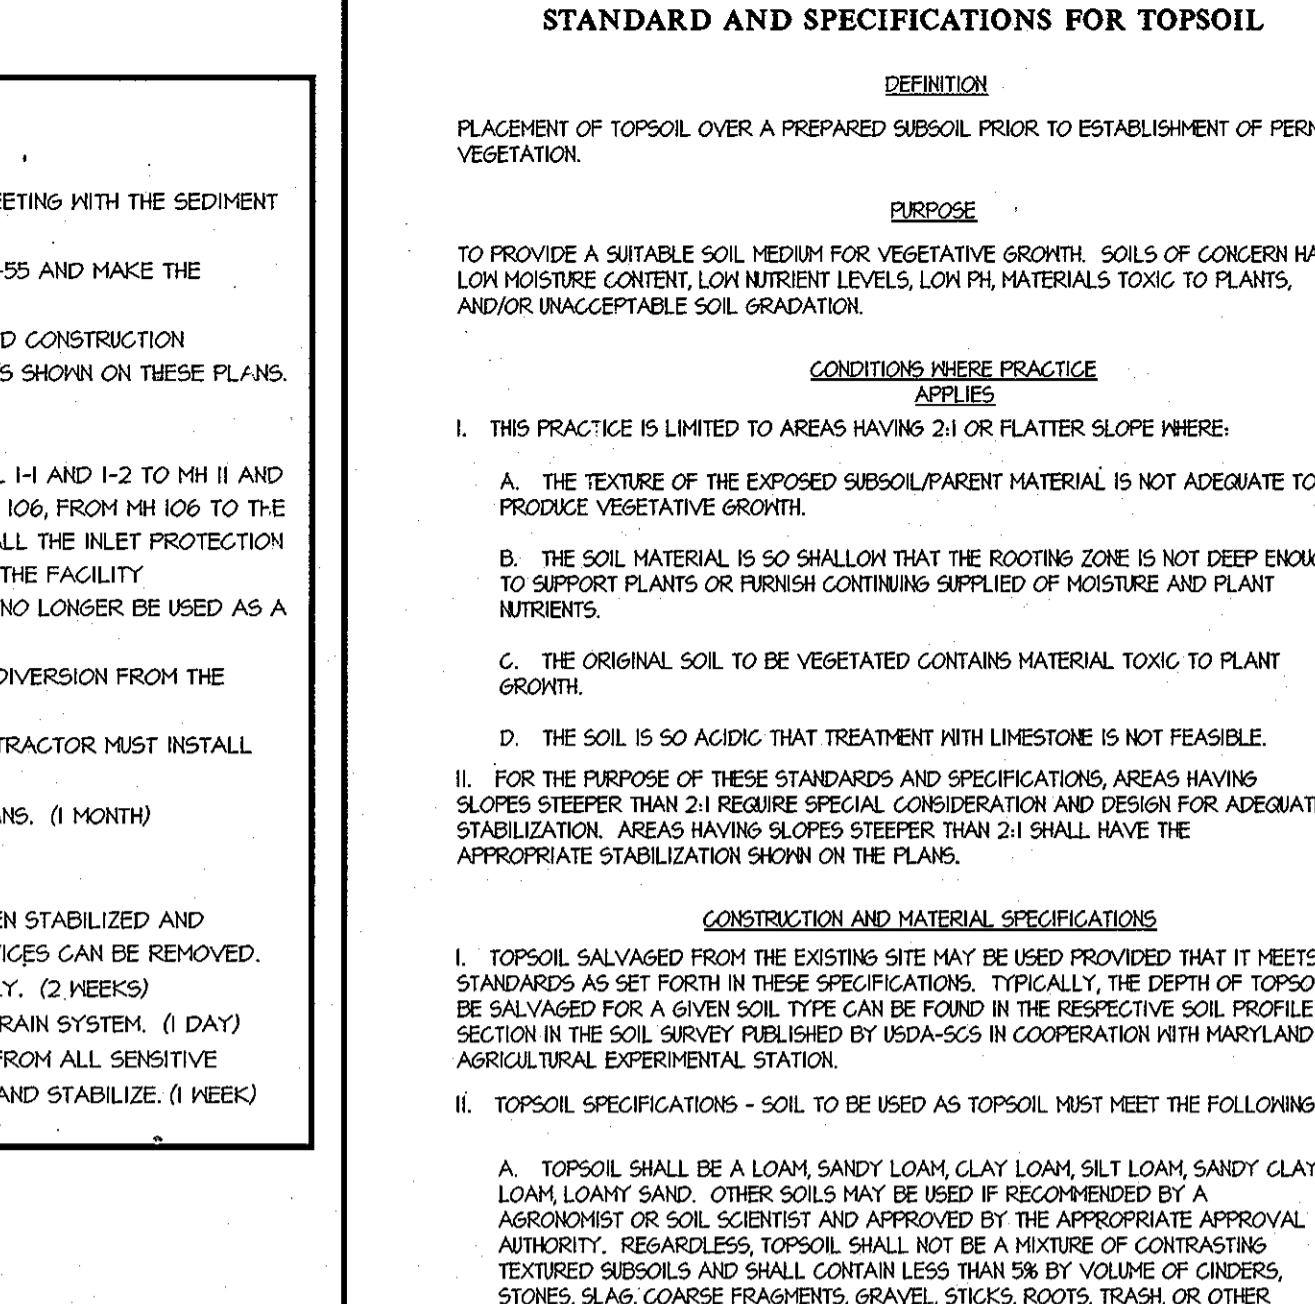 EETING WITH THE SEDIMENT
-55 AND MAKE THE
D CONSTRUCTION
S SHOWN ON THESE PLANS.
L I-1 AND I-2 TO MH 11 AND
106, FROM MH 106 TO THE
ALL THE INLET PROTECTION
THE FACILITY
NO LONGER BE USED AS A
DIVERSION FROM THE
TRACTOR MUST INSTALL
NS. (1 MONTH)
EN STABILIZED AND
VICES CAN BE REMOVED.
LY. (2 WEEKS)
RAIN SYSTEM. (1 DAY)
FROM ALL SENSITIVE
AND STABILIZE. (1 WEEK)
STANDARD AND SPECIFICATIONS FOR TOPSOIL
DEFINITION
PLACEMENT OF TOPSOIL OVER A PREPARED SUBSOIL PRIOR TO ESTABLISHMENT OF PERM
VEGETATION.
PURPOSE
TO PROVIDE A SUITABLE SOIL MEDIUM FOR VEGETATIVE GROWTH. SOILS OF CONCERN HA
LOW MOISTURE CONTENT, LOW NUTRIENT LEVELS, LOW PH, MATERIALS TOXIC TO PLANTS,
AND/OR UNACCEPTABLE SOIL GRADATION.
CONDITIONS WHERE PRACTICE
APPLIES
I. THIS PRACTICE IS LIMITED TO AREAS HAVING 2:1 OR FLATTER SLOPE WHERE:
A. THE TEXTURE OF THE EXPOSED SUBSOIL/PARENT MATERIAL IS NOT ADEQUATE TO
PRODUCE VEGETATIVE GROWTH.
B. THE SOIL MATERIAL IS SO SHALLOW THAT THE ROOTING ZONE IS NOT DEEP ENOUG
TO SUPPORT PLANTS OR FURNISH CONTINUING SUPPLIED OF MOISTURE AND PLANT
NUTRIENTS.
C. THE ORIGINAL SOIL TO BE VEGETATED CONTAINS MATERIAL TOXIC TO PLANT
GROWTH.
D. THE SOIL IS SO ACIDIC THAT TREATMENT WITH LIMESTONE IS NOT FEASIBLE.
II. FOR THE PURPOSE OF THESE STANDARDS AND SPECIFICATIONS, AREAS HAVING
SLOPES STEEPER THAN 2:1 REQUIRE SPECIAL CONSIDERATION AND DESIGN FOR ADEQUAT
STABILIZATION. AREAS HAVING SLOPES STEEPER THAN 2:1 SHALL HAVE THE
APPROPRIATE STABILIZATION SHOWN ON THE PLANS.
CONSTRUCTION AND MATERIAL SPECIFICATIONS
I. TOPSOIL SALVAGED FROM THE EXISTING SITE MAY BE USED PROVIDED THAT IT MEETS
STANDARDS AS SET FORTH IN THESE SPECIFICATIONS. TYPICALLY, THE DEPTH OF TOPSO
BE SALVAGED FOR A GIVEN SOIL TYPE CAN BE FOUND IN THE RESPECTIVE SOIL PROFILE
SECTION IN THE SOIL SURVEY PUBLISHED BY USDA-SCS IN COOPERATION WITH MARYLAND
AGRICULTURAL EXPERIMENTAL STATION.
II. TOPSOIL SPECIFICATIONS - SOIL TO BE USED AS TOPSOIL MUST MEET THE FOLLOWING
A. TOPSOIL SHALL BE A LOAM, SANDY LOAM, CLAY LOAM, SILT LOAM, SANDY CLAY
LOAM, LOAMY SAND. OTHER SOILS MAY BE USED IF RECOMMENDED BY A
AGRONOMIST OR SOIL SCIENTIST AND APPROVED BY THE APPROPRIATE APPROVAL
AUTHORITY. REGARDLESS, TOPSOIL SHALL NOT BE A MIXTURE OF CONTRASTING
TEXTURED SUBSOILS AND SHALL CONTAIN LESS THAN 5% BY VOLUME OF CINDERS,
STONES, SLAG, COARSE FRAGMENTS, GRAVEL, STICKS, ROOTS, TRASH, OR OTHER